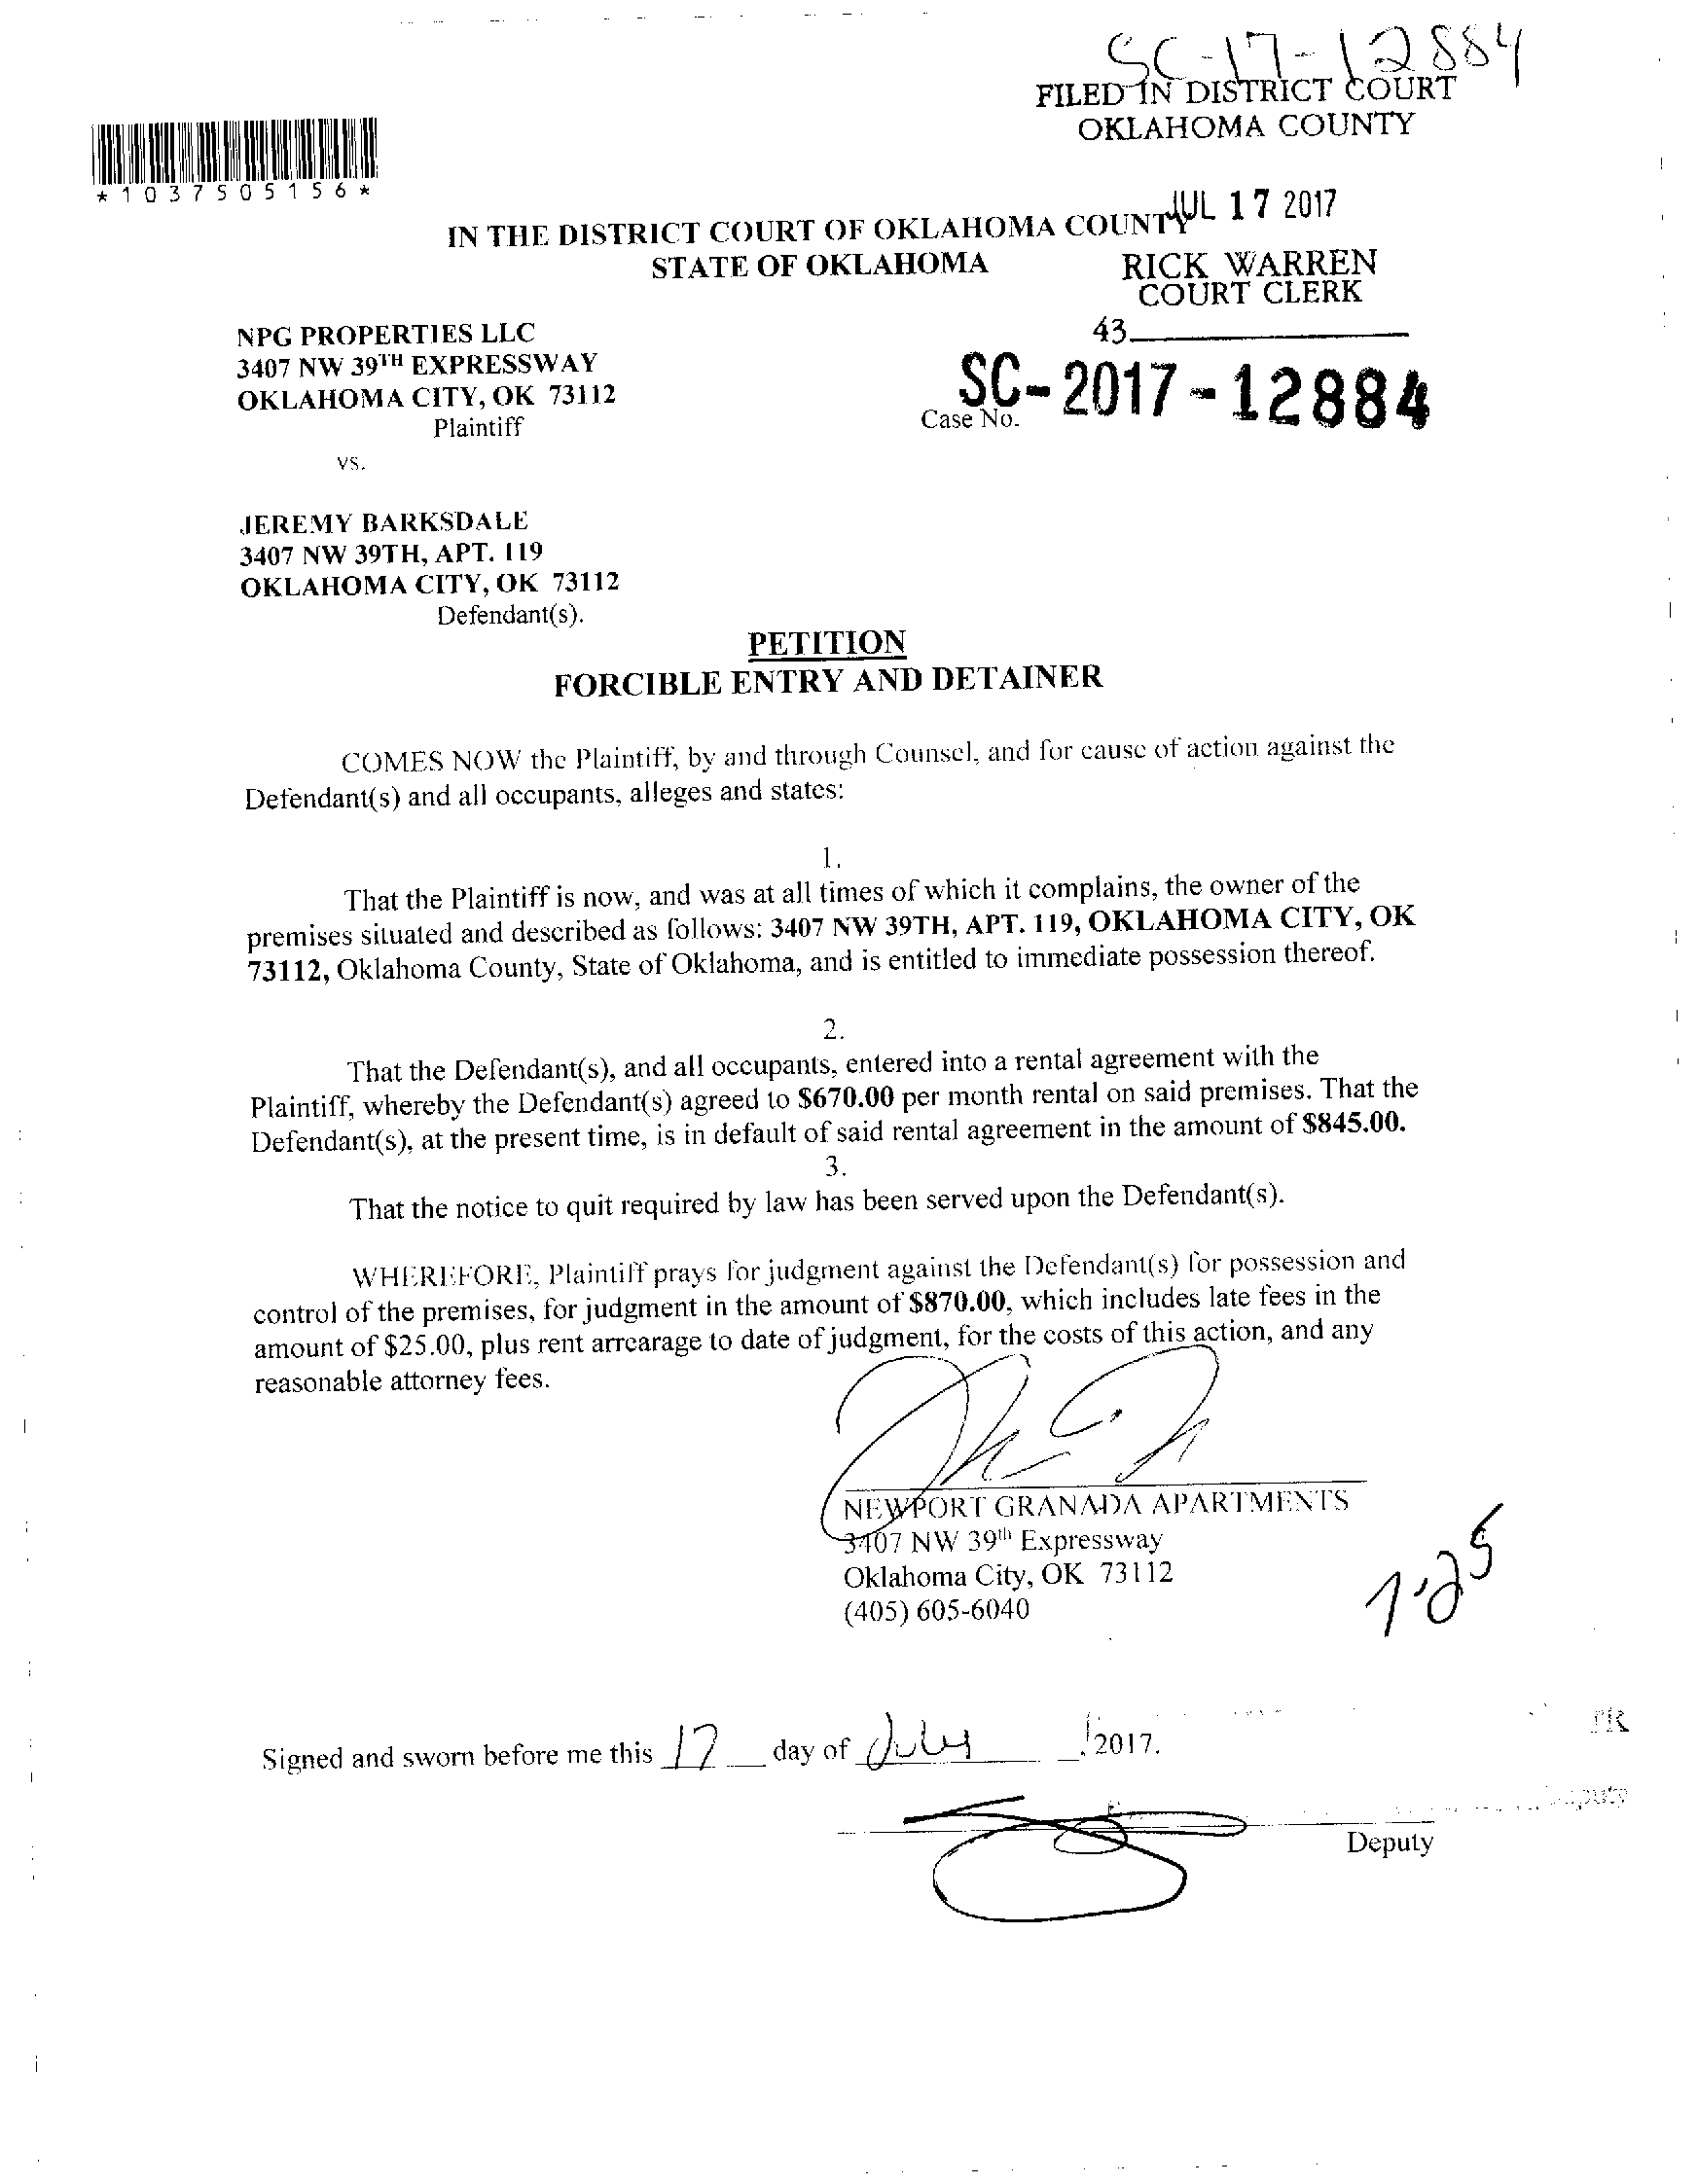 SC-17-12884
FILED IN DISTRICT COURT
OKLAHOMA COUNTY
*1037505156*
JUL 17 2017
IN THE DISTRICT COURT OF OKLAHOMA COUNTY
STATE OF OKLAHOMA
RICK WARREN
COURT CLERK
43
NPG PROPERTIES LLC
3407 NW 39TH EXPRESSWAY
OKLAHOMA CITY, OK 73112
Plaintiff
Case No. SC-2017-12884
vs.
JEREMY BARKSDALE
3407 NW 39TH, APT. 119
OKLAHOMA CITY, OK 73112
Defendant(s).
PETITION
FORCIBLE ENTRY AND DETAINER
COMES NOW the Plaintiff, by and through Counsel, and for cause of action against the
Defendant(s) and all occupants, alleges and states:
1.
That the Plaintiff is now, and was at all times of which it complains, the owner of the
premises situated and described as follows: 3407 NW 39TH, APT. 119, OKLAHOMA CITY, OK
73112, Oklahoma County, State of Oklahoma, and is entitled to immediate possession thereof.
2.
That the Defendant(s), and all occupants, entered into a rental agreement with the
Plaintiff, whereby the Defendant(s) agreed to $670.00 per month rental on said premises. That the
Defendant(s), at the present time, is in default of said rental agreement in the amount of $845.00.
3.
That the notice to quit required by law has been served upon the Defendant(s).
WHEREFORE, Plaintiff prays for judgment against the Defendant(s) for possession and
control of the premises, for judgment in the amount of $870.00, which includes late fees in the
amount of $25.00, plus rent arrearage to date of judgment, for the costs of this action, and any
reasonable attorney fees.
NEWPORT GRANADA APARTMENTS
3407 NW 39th Expressway
Oklahoma City, OK 73112
(405) 605-6040
7-25
Signed and sworn before me this 17 day of July, 2017.
Deputy